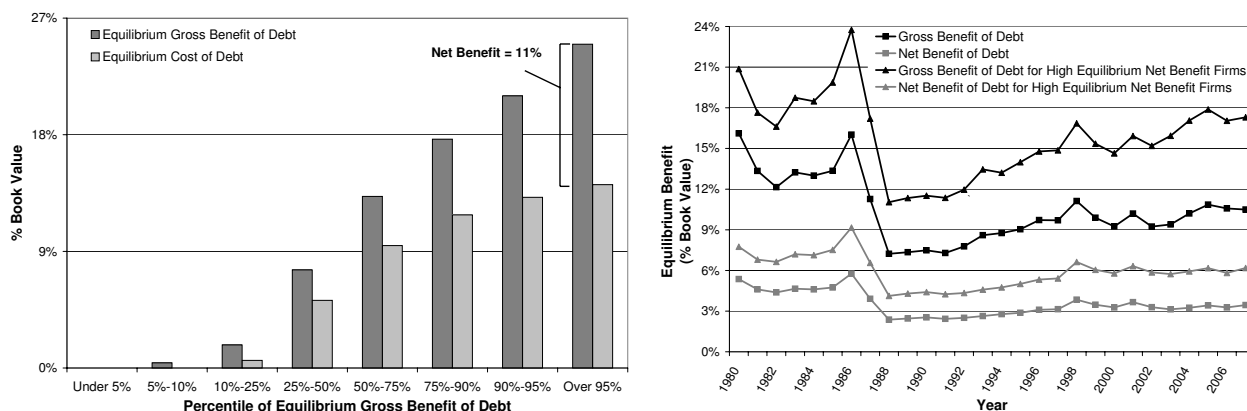 27%
18%
9%
0%
% Book Value
Equilibrium Gross Benefit of Debt
Equilibrium Cost of Debt
Net Benefit = 11%
Under 5% 5%-10% 10%-25% 25%-50% 50%-75% 75%-90% 90%-95% Over 95%
Percentile of Equilibrium Gross Benefit of Debt
24%
21%
18%
15%
12%
9%
6%
3%
0%
Equilibrium Benefit
(% Book Value)
Gross Benefit of Debt
Net Benefit of Debt
Gross Benefit of Debt for High Equilibrium Net Benefit Firms
Net Benefit of Debt for High Equilibrium Net Benefit Firms
1980 1982 1984 1986 1988 1990 1992 1994 1996 1998 2000 2002 2004 2006
Year